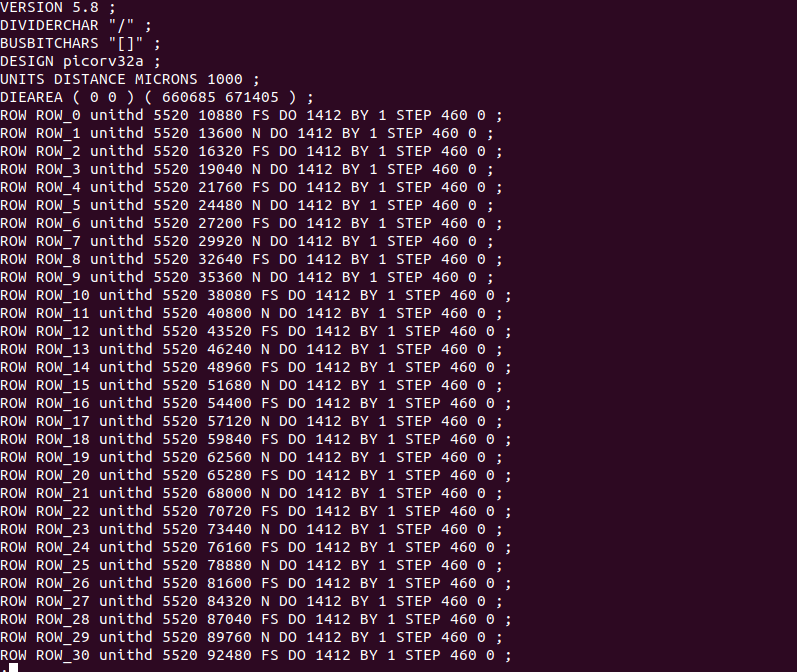 VERSION 5.8 ;
DIVIDERCHAR "/" ;
BUSBITCHARS "[]" ;
DESIGN picorv32a ;
UNITS DISTANCE MICRONS 1000 ;
DIEAREA ( 0 0 ) ( 660685 671405 ) ;
ROW ROW_0 unithd 5520 10880 FS DO 1412 BY 1 STEP 460 0 ;
ROW ROW_1 unithd 5520 13600 N DO 1412 BY 1 STEP 460 0 ;
ROW ROW_2 unithd 5520 16320 FS DO 1412 BY 1 STEP 460 0 ;
ROW ROW_3 unithd 5520 19040 N DO 1412 BY 1 STEP 460 0 ;
ROW ROW_4 unithd 5520 21760 FS DO 1412 BY 1 STEP 460 0 ;
ROW ROW_5 unithd 5520 24480 N DO 1412 BY 1 STEP 460 0 ;
ROW ROW_6 unithd 5520 27200 FS DO 1412 BY 1 STEP 460 0 ;
ROW ROW_7 unithd 5520 29920 N DO 1412 BY 1 STEP 460 0 ;
ROW ROW_8 unithd 5520 32640 FS DO 1412 BY 1 STEP 460 0 ;
ROW ROW_9 unithd 5520 35360 N DO 1412 BY 1 STEP 460 0 ;
ROW ROW_10 unithd 5520 38080 FS DO 1412 BY 1 STEP 460 0 ;
ROW ROW_11 unithd 5520 40800 N DO 1412 BY 1 STEP 460 0 ;
ROW ROW_12 unithd 5520 43520 FS DO 1412 BY 1 STEP 460 0 ;
ROW ROW_13 unithd 5520 46240 N DO 1412 BY 1 STEP 460 0 ;
ROW ROW_14 unithd 5520 48960 FS DO 1412 BY 1 STEP 460 0 ;
ROW ROW_15 unithd 5520 51680 N DO 1412 BY 1 STEP 460 0 ;
ROW ROW_16 unithd 5520 54400 FS DO 1412 BY 1 STEP 460 0 ;
ROW ROW_17 unithd 5520 57120 N DO 1412 BY 1 STEP 460 0 ;
ROW ROW_18 unithd 5520 59840 FS DO 1412 BY 1 STEP 460 0 ;
ROW ROW_19 unithd 5520 62560 N DO 1412 BY 1 STEP 460 0 ;
ROW ROW_20 unithd 5520 65280 FS DO 1412 BY 1 STEP 460 0 ;
ROW ROW_21 unithd 5520 68000 N DO 1412 BY 1 STEP 460 0 ;
ROW ROW_22 unithd 5520 70720 FS DO 1412 BY 1 STEP 460 0 ;
ROW ROW_23 unithd 5520 73440 N DO 1412 BY 1 STEP 460 0 ;
ROW ROW_24 unithd 5520 76160 FS DO 1412 BY 1 STEP 460 0 ;
ROW ROW_25 unithd 5520 78880 N DO 1412 BY 1 STEP 460 0 ;
ROW ROW_26 unithd 5520 81600 FS DO 1412 BY 1 STEP 460 0 ;
ROW ROW_27 unithd 5520 84320 N DO 1412 BY 1 STEP 460 0 ;
ROW ROW_28 unithd 5520 87040 FS DO 1412 BY 1 STEP 460 0 ;
ROW ROW_29 unithd 5520 89760 N DO 1412 BY 1 STEP 460 0 ;
ROW ROW_30 unithd 5520 92480 FS DO 1412 BY 1 STEP 460 0 ;